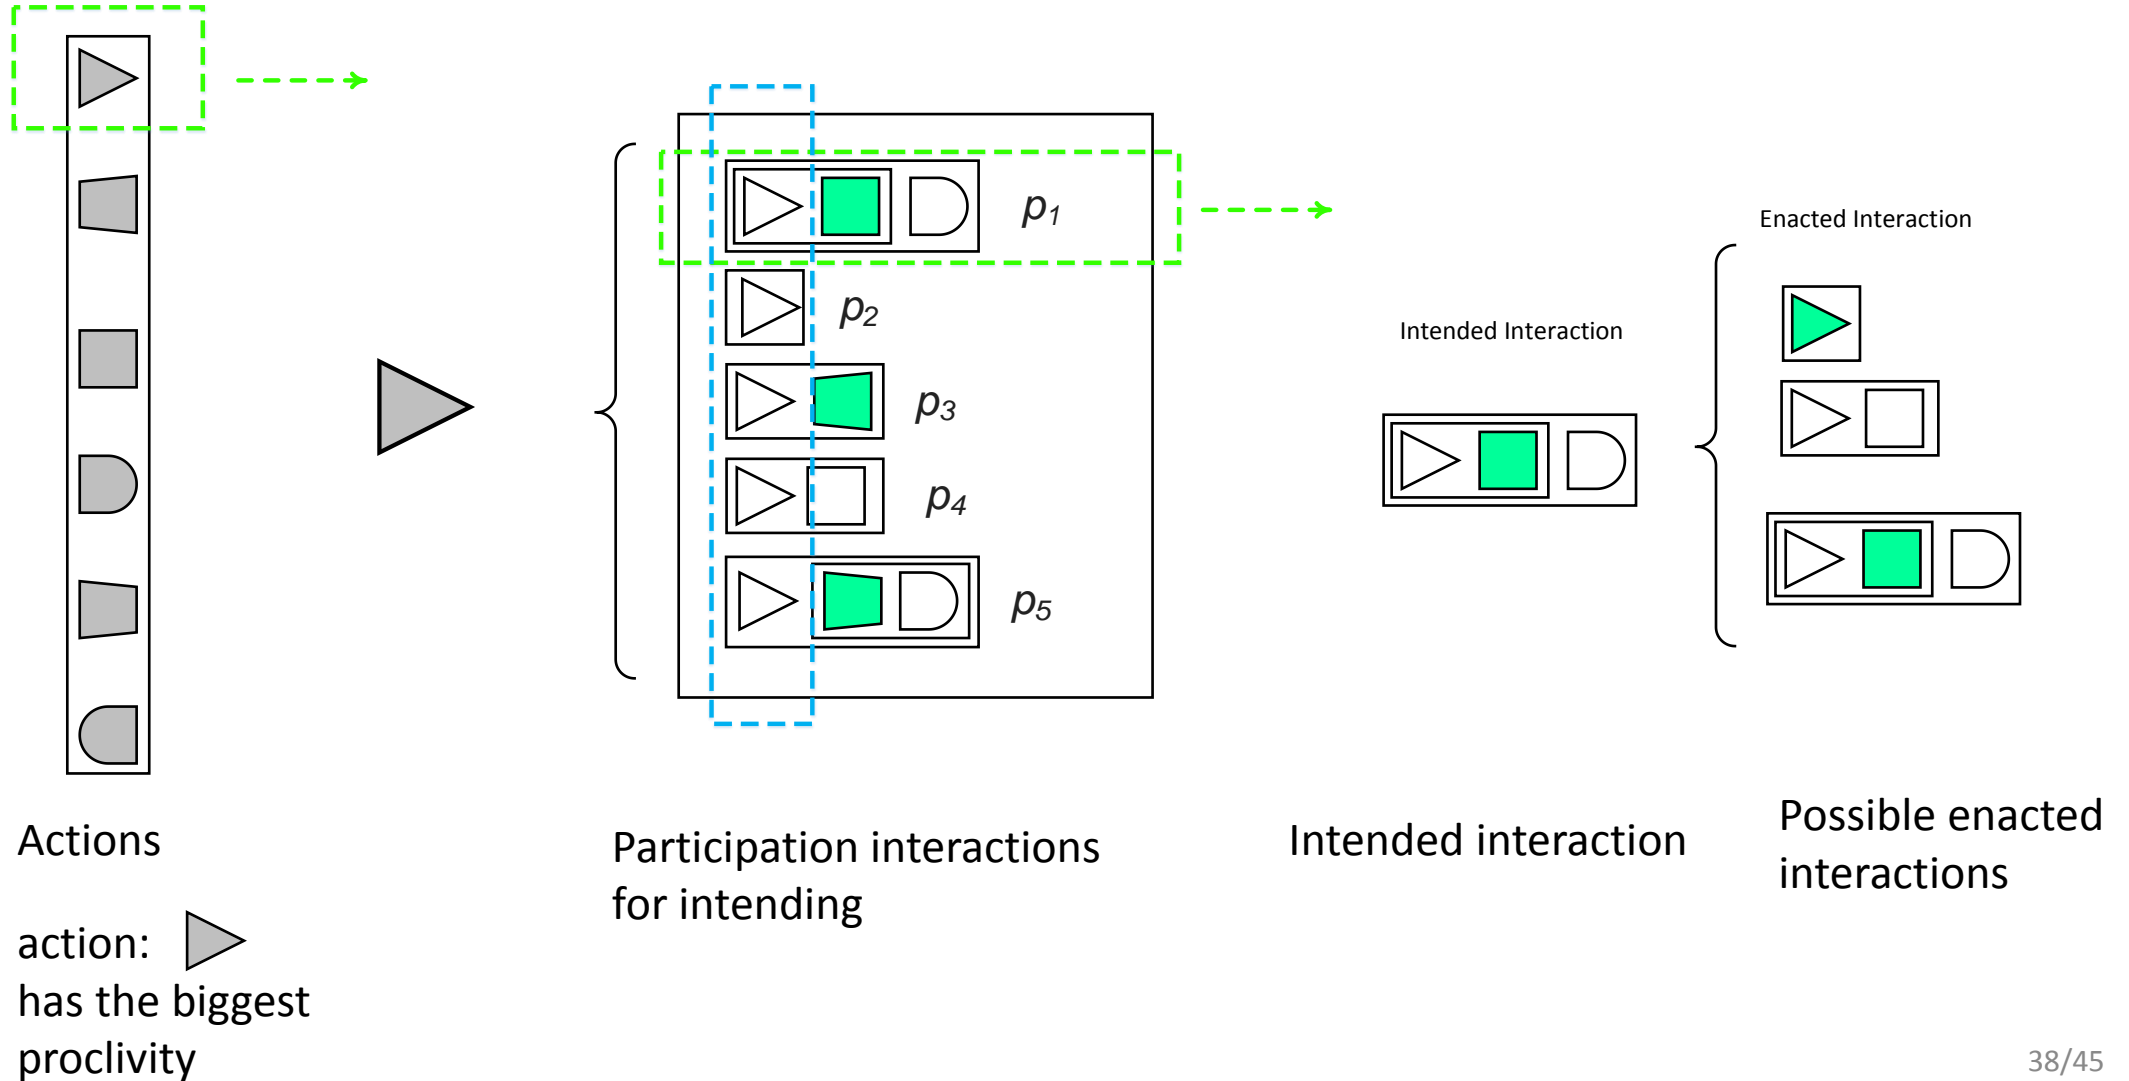 p1
p2
p3
p4
p5
Enacted Interaction
Intended Interaction
Actions
action:
has the biggest
proclivity
Participation interactions
for intending
Intended interaction
Possible enacted
interactions
38/45